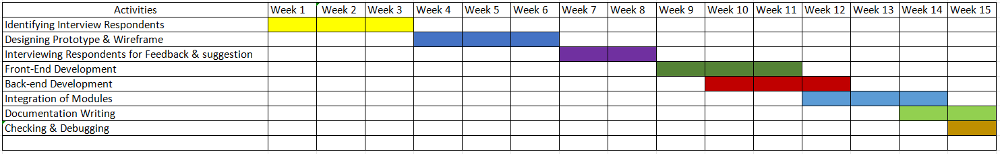 Activities Week 1 Week 2 Week 3 Week 4 Week 5 Week 6 Week 7 Week 8 Week 9 Week 10 Week 11 Week 12 Week 13 Week 14 Week 15
Identifying Interview Respondents
Designing Prototype & Wireframe
Interviewing Respondents for Feedback & suggestion
Front-End Development
Back-end Development
Integration of Modules
Documentation Writing
Checking & Debugging